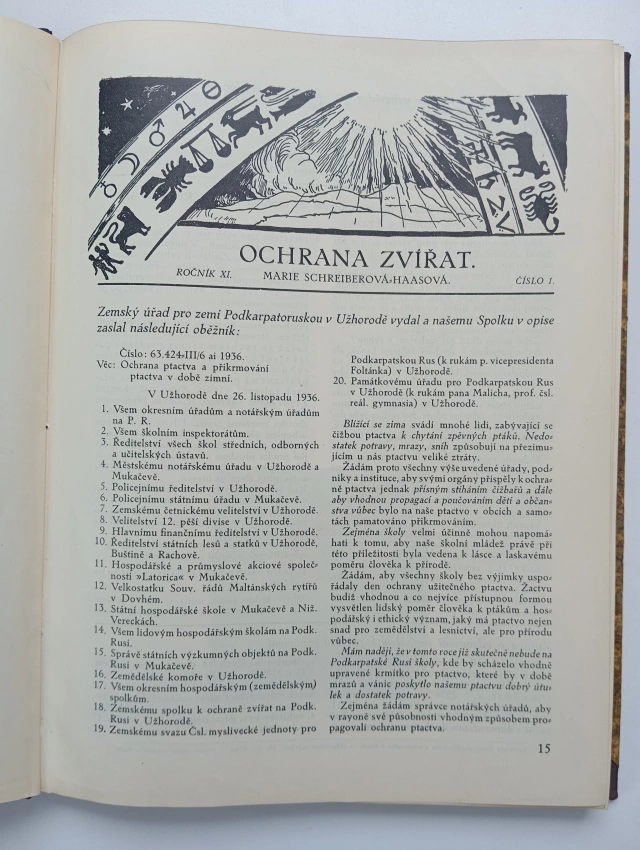 OCHRANA ZVÍŘAT.
ROČNÍK XI. MARIE SCHREIBEROVÁ-HAASOVÁ. ČÍSLO 1.
Zemský úřad pro zemi Podkarpatoruskou v Užhorodě vydal a našemu Spolku v opise
zaslal následující oběžník:
Číslo: 63.424-III/6 ai 1936.
Věc: Ochrana ptactva a přikrmování
ptactva v době zimní.
V Užhorodě dne 26. listopadu 1936.
1. Všem okresním úřadům a notářským úřadům
na P. R.
2. Všem školním inspektorátům.
3. Ředitelství všech škol středních, odborných
a učitelských ústavů.
4. Městskému notářskému úřadu v Užhorodě a
Mukačevě.
5. Policejnímu ředitelství v Užhorodě.
6. Policejnímu státnímu úřadu v Mukačevě.
7. Zemskému četnickému velitelství v Užhorodě.
8. Velitelství 12. pěší divise v Užhorodě.
9. Hlavnímu finančnímu ředitelství v Užhorodě.
10. Ředitelství státních lesů a statků v Užhorodě,
Buštině a Rachově.
11. Hospodářské a průmyslové akciové společ-
nosti »Latorica« v Mukačevě.
12. Velkostatku Souv. řádů Maltánských rytířů
v Dovhém.
13. Státní hospodářské škole v Mukačevě a Niž.
Vereckách.
14. Všem lidovým hospodářským školám na Podk.
Rusi.
15. Správě státních výzkumných objektů na Podk.
Rusi v Mukačevě.
16. Zemědělské komoře v Užhorodě.
17. Všem okresním hospodářským (zemědělským)
spolkům.
18. Zemskému spolku k ochraně zvířat na Podk.
Rusi v Užhorodě.
19. Zemskému svazu Čsl. myslivecké jednoty pro
Podkarpatskou Rus (k rukám p. vicepresidenta
Foltánka) v Užhorodě.
20. Památkovému úřadu pro Podkarpatskou Rus
v Užhorodě (k rukám pana Malicha, prof. čsl.
reál. gymnasia) v Užhorodě.
Blížící se zima svádí mnohé lidi, zabývající se
čižbou ptactva k chytání zpěvných ptáků. Nedo-
statek potravy, mrazy, sníh způsobují na přezimu-
jícím u nás ptactvu veliké ztráty.
Žádám proto všechny výše uvedené úřady, pod-
niky a instituce, aby svými orgány přispěly k ochra-
ně ptactva jednak přísným stíháním čižbařů a dále
aby vhodnou propagací a poučováním dětí a občan-
stva vůbec bylo na naše ptactvo v obcích a samo-
tách pamatováno přikrmováním.
Zejména školy velmi účinně mohou napomá-
hati k tomu, aby naše školní mládež právě při
této příležitosti byla vedena k lásce a laskavému
poměru člověka k přírodě.
Žádám, aby všechny školy bez výjimky uspo-
řádaly den ochrany užitečného ptactva. Žactvu
budiž vhodnou a co nejvíce přístupnou formou
vysvětlen lidský poměr člověka k ptákům a hos-
podářský i ethický význam, jaký má ptactvo nejen
snad pro zemědělství a lesnictví, ale pro přírodu
vůbec.
Mám naději, že v tomto roce již skutečně nebude na
Podkarpatské Rusi školy, kde by scházelo vhodně
upravené krmítko pro ptactvo, které by v době
mrazů a vánic poskytlo našemu ptactvu dobrý útu-
lek a dostatek potravy.
Zejména žádám správce notářských úřadů, aby
v rayoně své působnosti vhodným způsobem pro-
pagovali ochranu ptactva.
15